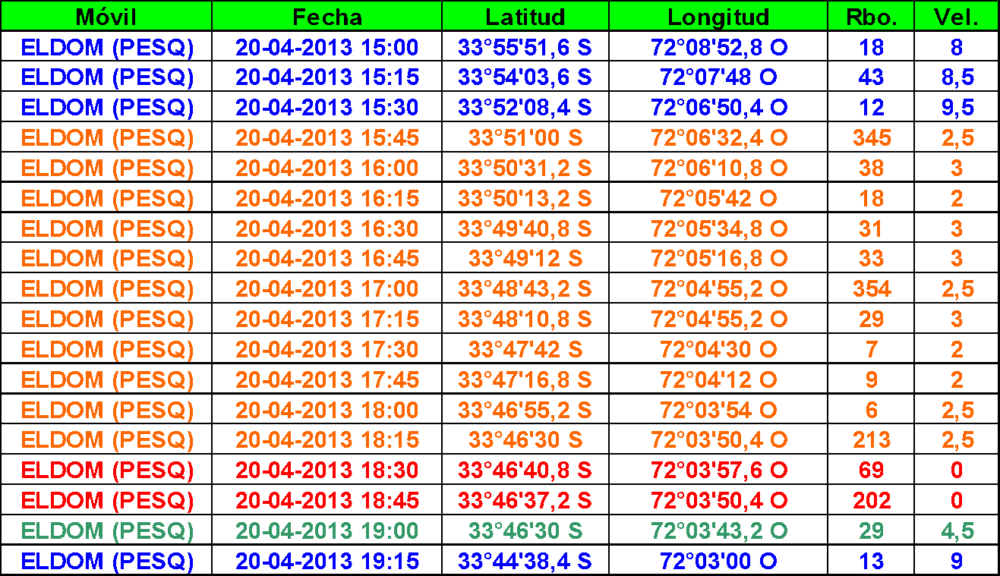 Móvil Fecha Latitud Longitud Rbo. Vel.
ELDOM (PESQ) 20-04-2013 15:00 33°55'51,6 S 72°08'52,8 O 18 8
ELDOM (PESQ) 20-04-2013 15:15 33°54'03,6 S 72°07'48 O 43 8,5
ELDOM (PESQ) 20-04-2013 15:30 33°52'08,4 S 72°06'50,4 O 12 9,5
ELDOM (PESQ) 20-04-2013 15:45 33°51'00 S 72°06'32,4 O 345 2,5
ELDOM (PESQ) 20-04-2013 16:00 33°50'31,2 S 72°06'10,8 O 38 3
ELDOM (PESQ) 20-04-2013 16:15 33°50'13,2 S 72°05'42 O 18 2
ELDOM (PESQ) 20-04-2013 16:30 33°49'40,8 S 72°05'34,8 O 31 3
ELDOM (PESQ) 20-04-2013 16:45 33°49'12 S 72°05'16,8 O 33 3
ELDOM (PESQ) 20-04-2013 17:00 33°48'43,2 S 72°04'55,2 O 354 2,5
ELDOM (PESQ) 20-04-2013 17:15 33°48'10,8 S 72°04'55,2 O 29 3
ELDOM (PESQ) 20-04-2013 17:30 33°47'42 S 72°04'30 O 7 2
ELDOM (PESQ) 20-04-2013 17:45 33°47'16,8 S 72°04'12 O 9 2
ELDOM (PESQ) 20-04-2013 18:00 33°46'55,2 S 72°03'54 O 6 2,5
ELDOM (PESQ) 20-04-2013 18:15 33°46'30 S 72°03'50,4 O 213 2,5
ELDOM (PESQ) 20-04-2013 18:30 33°46'40,8 S 72°03'57,6 O 69 0
ELDOM (PESQ) 20-04-2013 18:45 33°46'37,2 S 72°03'50,4 O 202 0
ELDOM (PESQ) 20-04-2013 19:00 33°46'30 S 72°03'43,2 O 29 4,5
ELDOM (PESQ) 20-04-2013 19:15 33°44'38,4 S 72°03'00 O 13 9